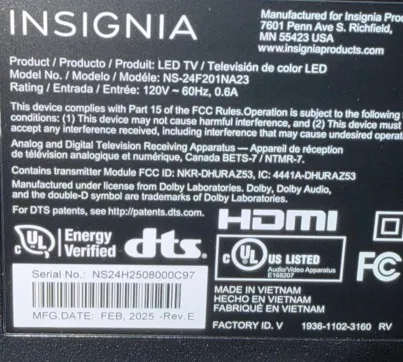 INSIGNIA
Manufactured for Insignia
7601 Penn Ave S. Richfield,
MN 55423 USA
www.insigniaproducts.com
Product / Producto / Produit: LED TV / Televisión de color LED
Model No. / Modelo / Modéle: NS-24F201NA23
Rating / Entrada / Entrée: 120V ~ 60Hz, 0.6A
This device complies with Part 15 of the FCC Rules.Operation is subject to the following
conditions: (1) This device may not cause harmful interference, and (2) This device must
accept any interference received, including interference that may cause undesired
Analog and Digital Television Receiving Apparatus — Appareil de réception
de télévision analogique et numérique, Canada BETS-7 / NTMR-7.
Contains transmitter Module FCC ID: NKR-DHURAZ53, IC: 4441A-DHURAZ53
Manufactured under license from Dolby Laboratories. Dolby, Dolby Audio,
and the double-D symbol are trademarks of Dolby Laboratories.
For DTS patents, see http://patents.dts.com.
HDMI
C UL Energy
Verified
dts
C UL US LISTED
Audio/Video Apparatus
E168207
FC
Serial No.: NS24H2508000C97
MFG.DATE: FEB, 2025 -Rev.E
MADE IN VIETNAM
HECHO EN VIETNAM
FABRIQUÉ EN VIETNAM
FACTORY ID. V 1936-1102-3160 RV